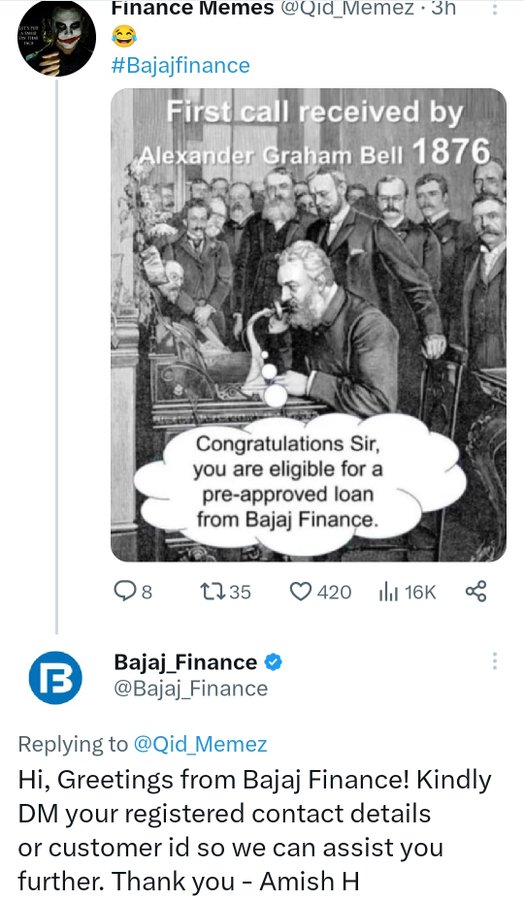 Finance Memes @Qid_Memez · 3h
😂
#Bajajfinance
First call received by
Alexander Graham Bell 1876
Congratulations Sir,
you are eligible for a
pre-approved loan
from Bajaj Finance.
8 35 420 16K
Bajaj_Finance
@Bajaj_Finance
Replying to @Qid_Memez
Hi, Greetings from Bajaj Finance! Kindly
DM your registered contact details
or customer id so we can assist you
further. Thank you - Amish H